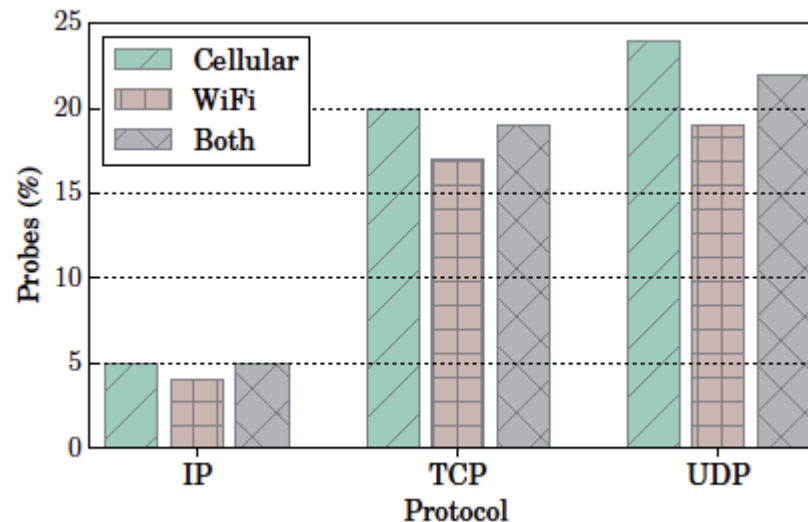 25
20
15
10
5
0
Probes (%)
Cellular
WiFi
Both
IP TCP UDP
Protocol